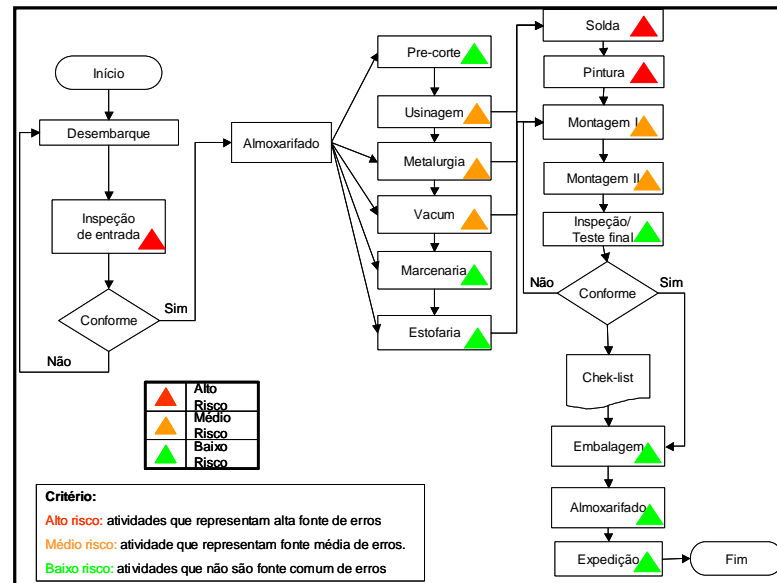 Início
Desembarque
Inspeção
de entrada
Conforme
Sim
Não
Almoxarifado
Pre-corte
Usinagem
Metalurgia
Vacum
Marcenaria
Estofaria
Solda
Pintura
Montagem I
Montagem II
Inspeção/
Teste final
Não
Sim
Conforme
Chek-list
Embalagem
Almoxarifado
Expedição
Fim
Alto
Risco
Médio
Risco
Baixo
Risco
Critério:
Alto risco: atividades que representam alta fonte de erros
Médio risco: atividade que representam fonte média de erros.
Baixo risco: atividades que não são fonte comum de erros